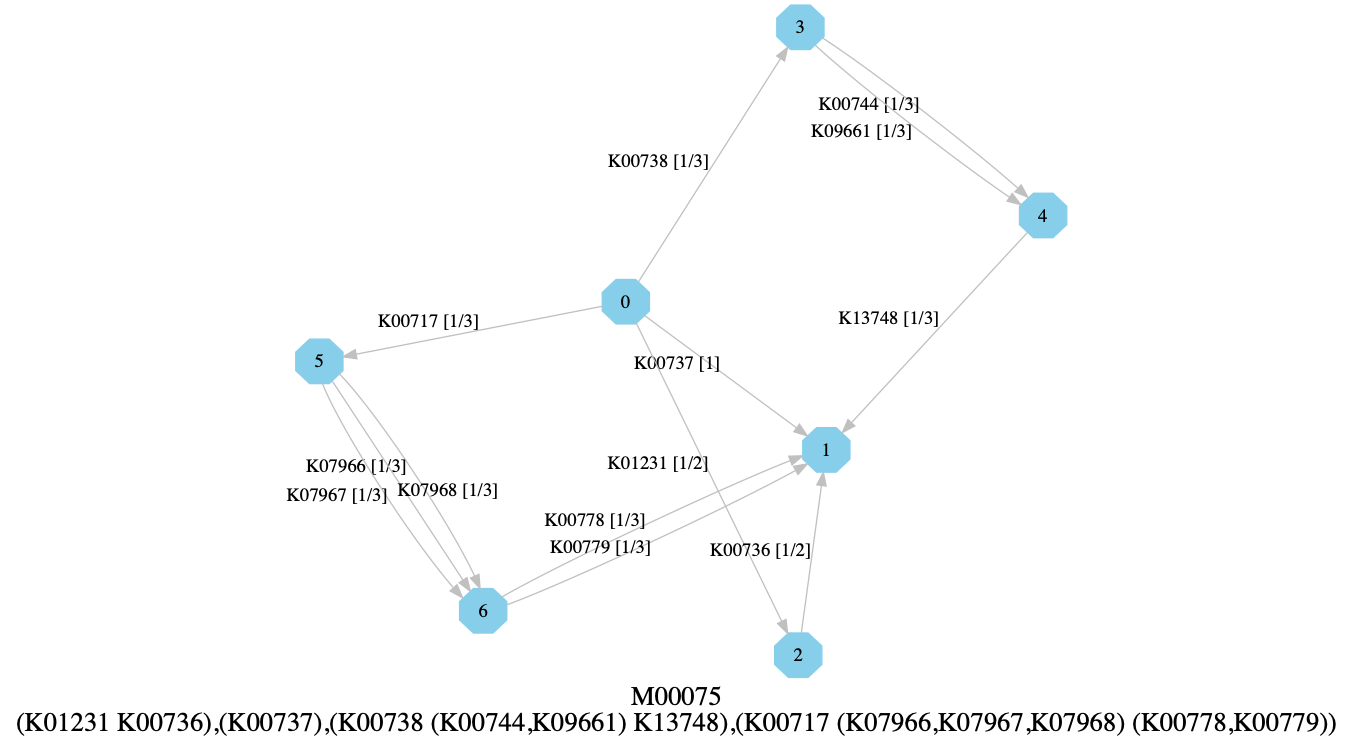 3
K00744 [1/3]
K09661 [1/3]
K00738 [1/3]
4
0
K13748 [1/3]
K00717 [1/3]
5
K00737 [1]
1
K01231 [1/2]
K07966 [1/3]
K07968 [1/3]
K07967 [1/3]
K00778 [1/3]
K00779 [1/3]
K00736 [1/2]
6
2
M00075
(K01231 K00736),(K00737),(K00738 (K00744,K09661) K13748),(K00717 (K07966,K07967,K07968) (K00778,K00779))